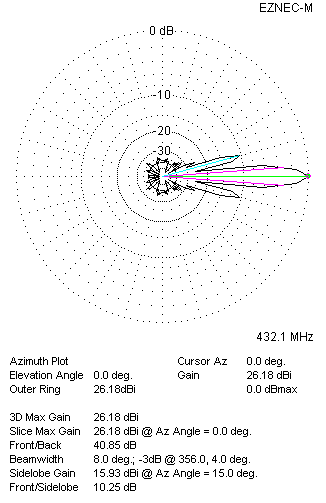 EZNEC-M
0 dB
-10
-20
-30
432.1 MHz
Azimuth Plot Cursor Az 0.0 deg.
Elevation Angle 0.0 deg. Gain 26.18 dBi
Outer Ring 26.18dBi 0.0 dBmax
3D Max Gain 26.18 dBi
Slice Max Gain 26.18 dBi @ Az Angle = 0.0 deg.
Front/Back 40.85 dB
Beamwidth 8.0 deg.; -3dB @ 356.0, 4.0 deg.
Sidelobe Gain 15.93 dBi @ Az Angle = 15.0 deg.
Front/Sidelobe 10.25 dB